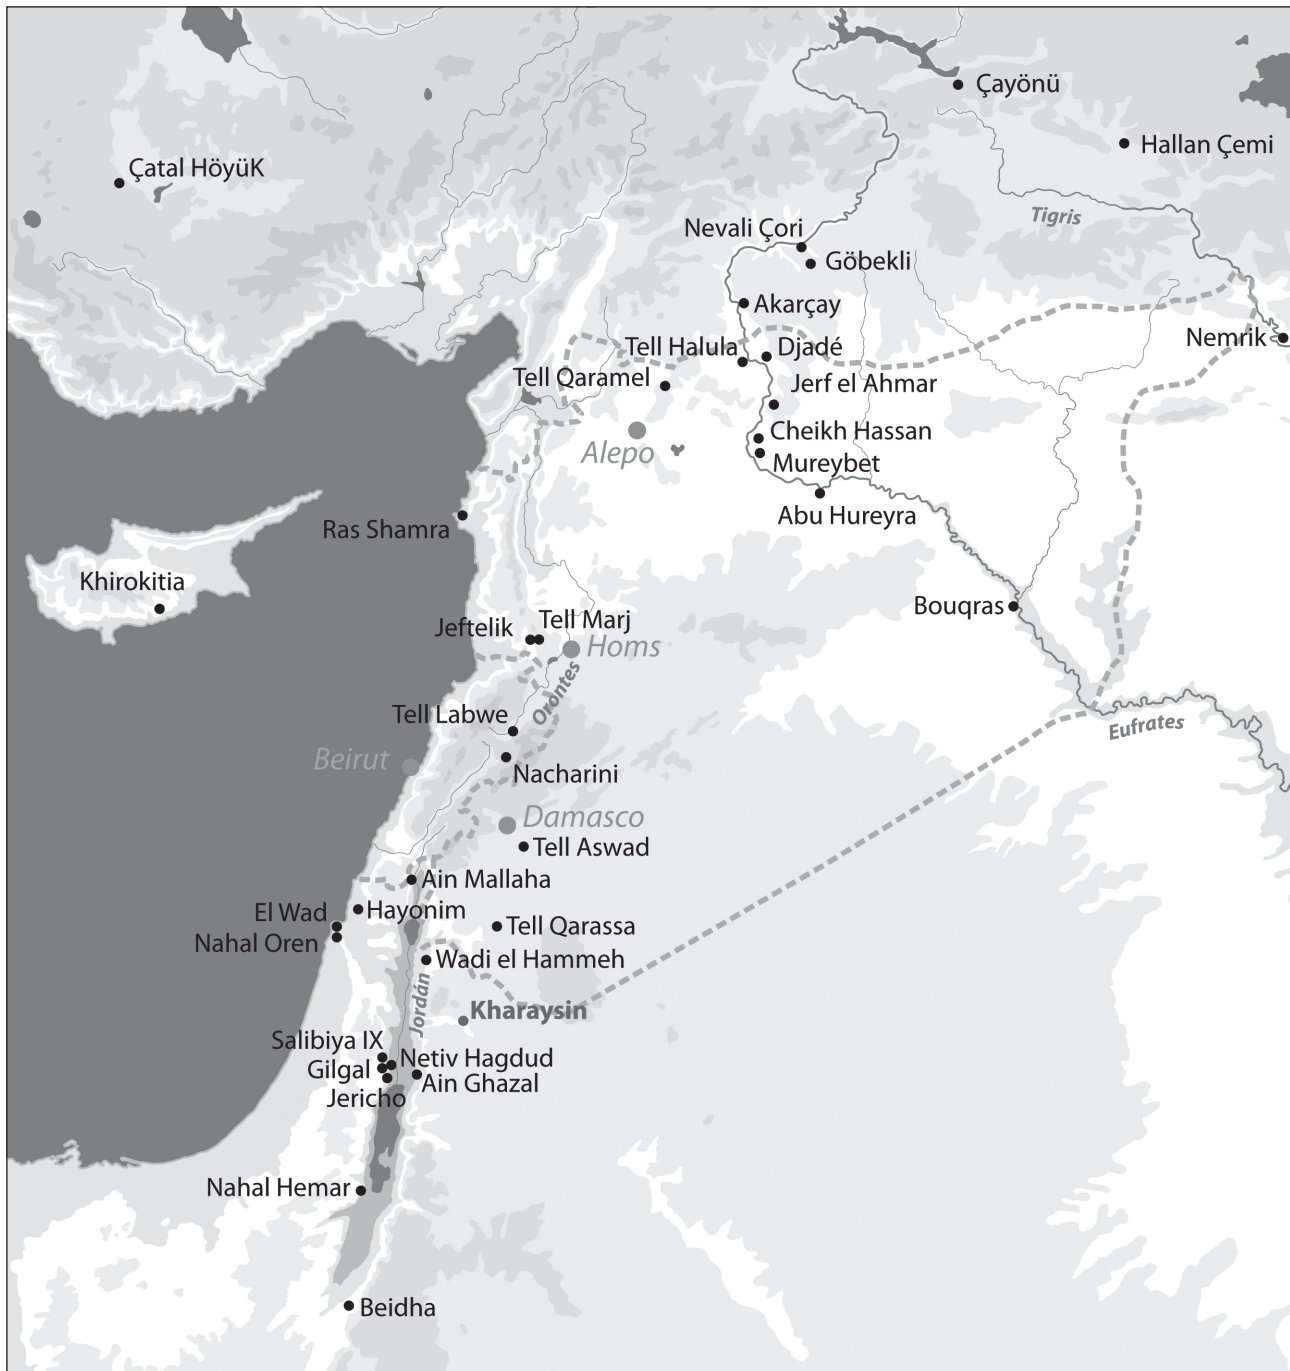 Çayönü
Hallan Çemi
Çatal HöyüK
Tigris
Nevali Çori
Göbekli
Akarçay
Nemrik
Tell Halula
Djadé
Tell Qaramel
Jerf el Ahmar
Cheikh Hassan
Alepo
Mureybet
Abu Hureyra
Ras Shamra
Khirokitia
Bouqras
Jeftelik
Tell Marj
Homs
Orontes
Tell Labwe
Eufrates
Beirut
Nacharini
Damasco
Tell Aswad
Ain Mallaha
Hayonim
El Wad
Tell Qarassa
Nahal Oren
Wadi el Hammeh
Jordán
Kharaysin
Salibiya IX
Netiv Hagdud
Gilgal
Ain Ghazal
Jericho
Nahal Hemar
Beidha